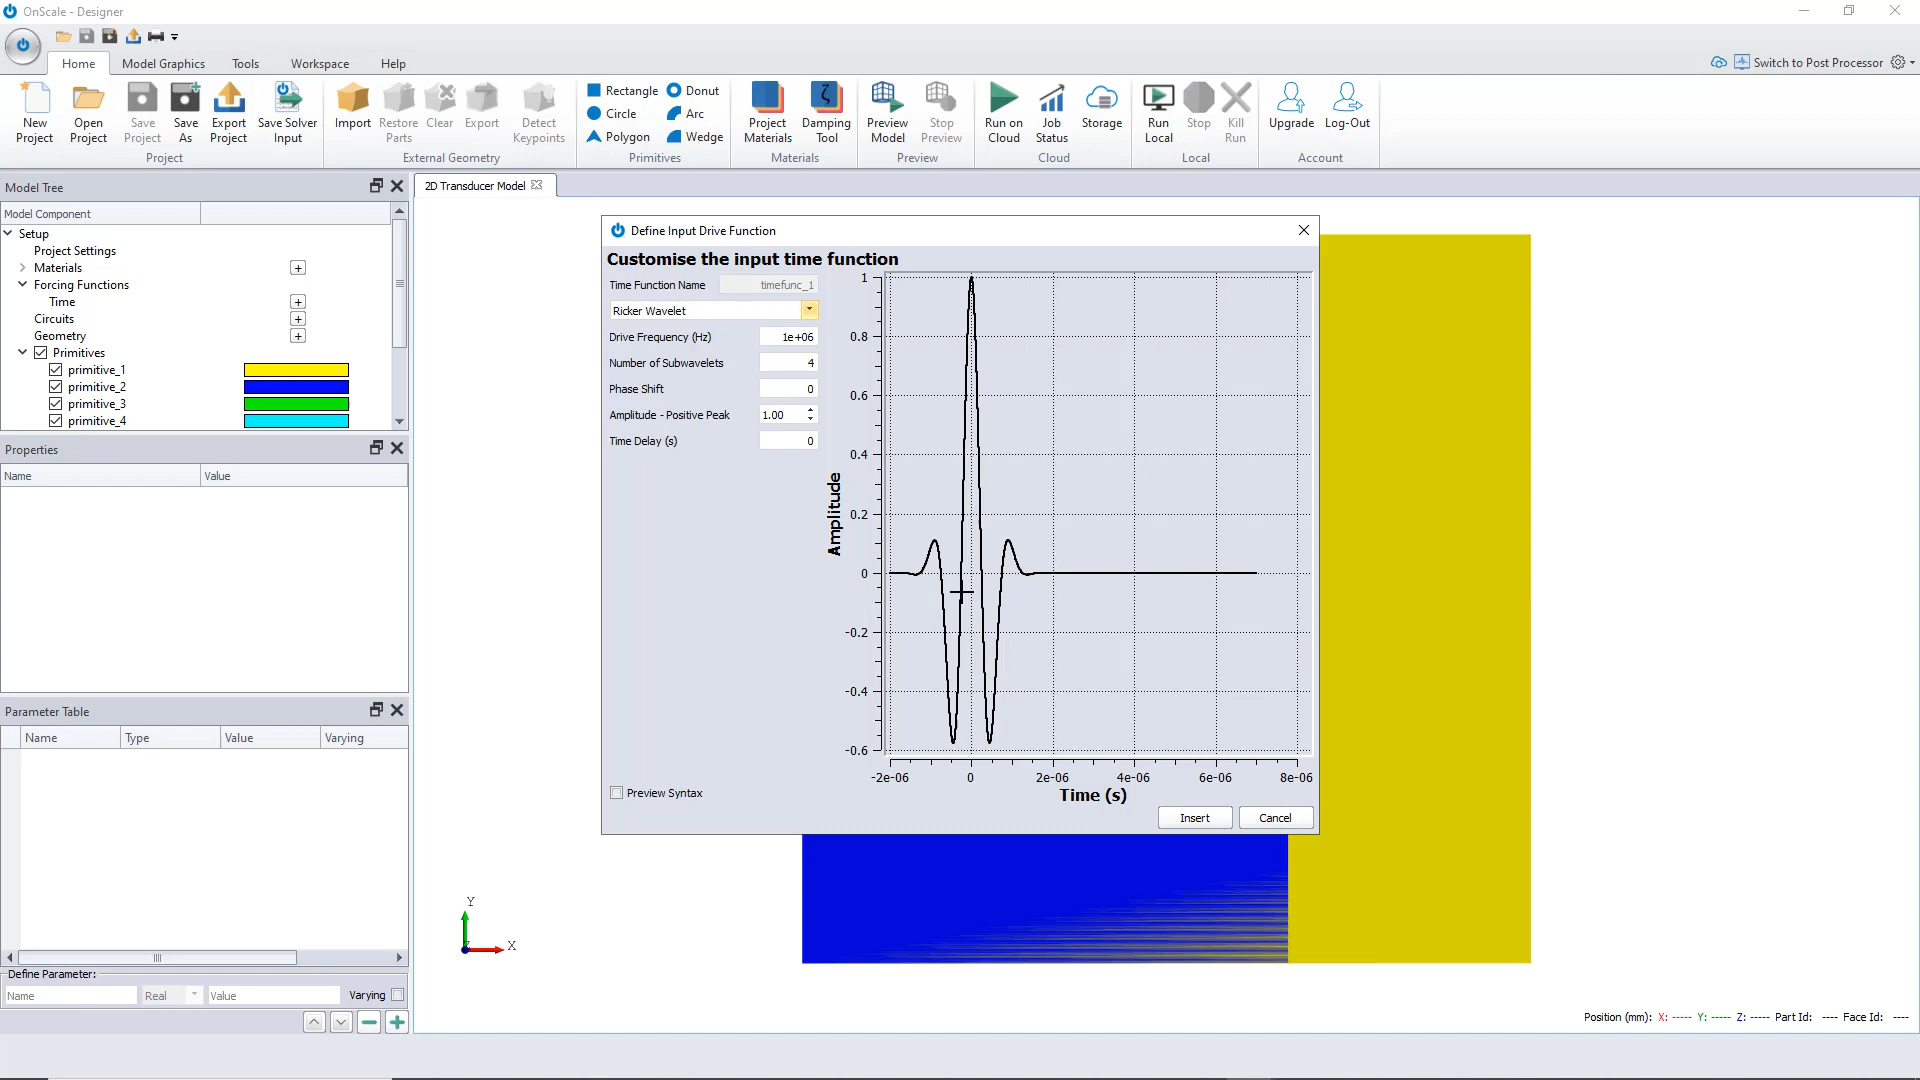 OnScale - Designer
Home
Model Graphics
Tools
Workspace
Help
Switch to Post Processor
New Project
Open Project
Save Project
Save As
Export Project
Save Solver Input
Project
Import
Restore Parts
Clear
Export
Detect Keypoints
External Geometry
Rectangle
Donut
Circle
Arc
Polygon
Wedge
Primitives
Project Materials
Damping Tool
Materials
Preview Model
Stop Preview
Preview
Run on Cloud
Job Status
Storage
Cloud
Run Local
Stop
Kill Run
Local
Upgrade
Log-Out
Account
Model Tree
Model Component
Setup
Project Settings
Materials
Forcing Functions
Time
Circuits
Geometry
Primitives
primitive_1
primitive_2
primitive_3
primitive_4
Properties
Name Value
Parameter Table
Name Type Value Varying
Define Parameter:
Name Real Value Varying
2D Transducer Model
Define Input Drive Function
Customise the input time function
Time Function Name timefunc_1
Ricker Wavelet
Drive Frequency (Hz) 1e+06
Number of Subwavelets 4
Phase Shift 0
Amplitude - Positive Peak 1.00
Time Delay (s) 0
Preview Syntax
Amplitude
1
0.8
0.6
0.4
0.2
0
-0.2
-0.4
-0.6
-2e-06 0 2e-06 4e-06 6e-06 8e-06
Time (s)
Insert Cancel
Y
Z
X
Position (mm): X: ----- Y: ----- Z: ----- Part Id: ---- Face Id: ----